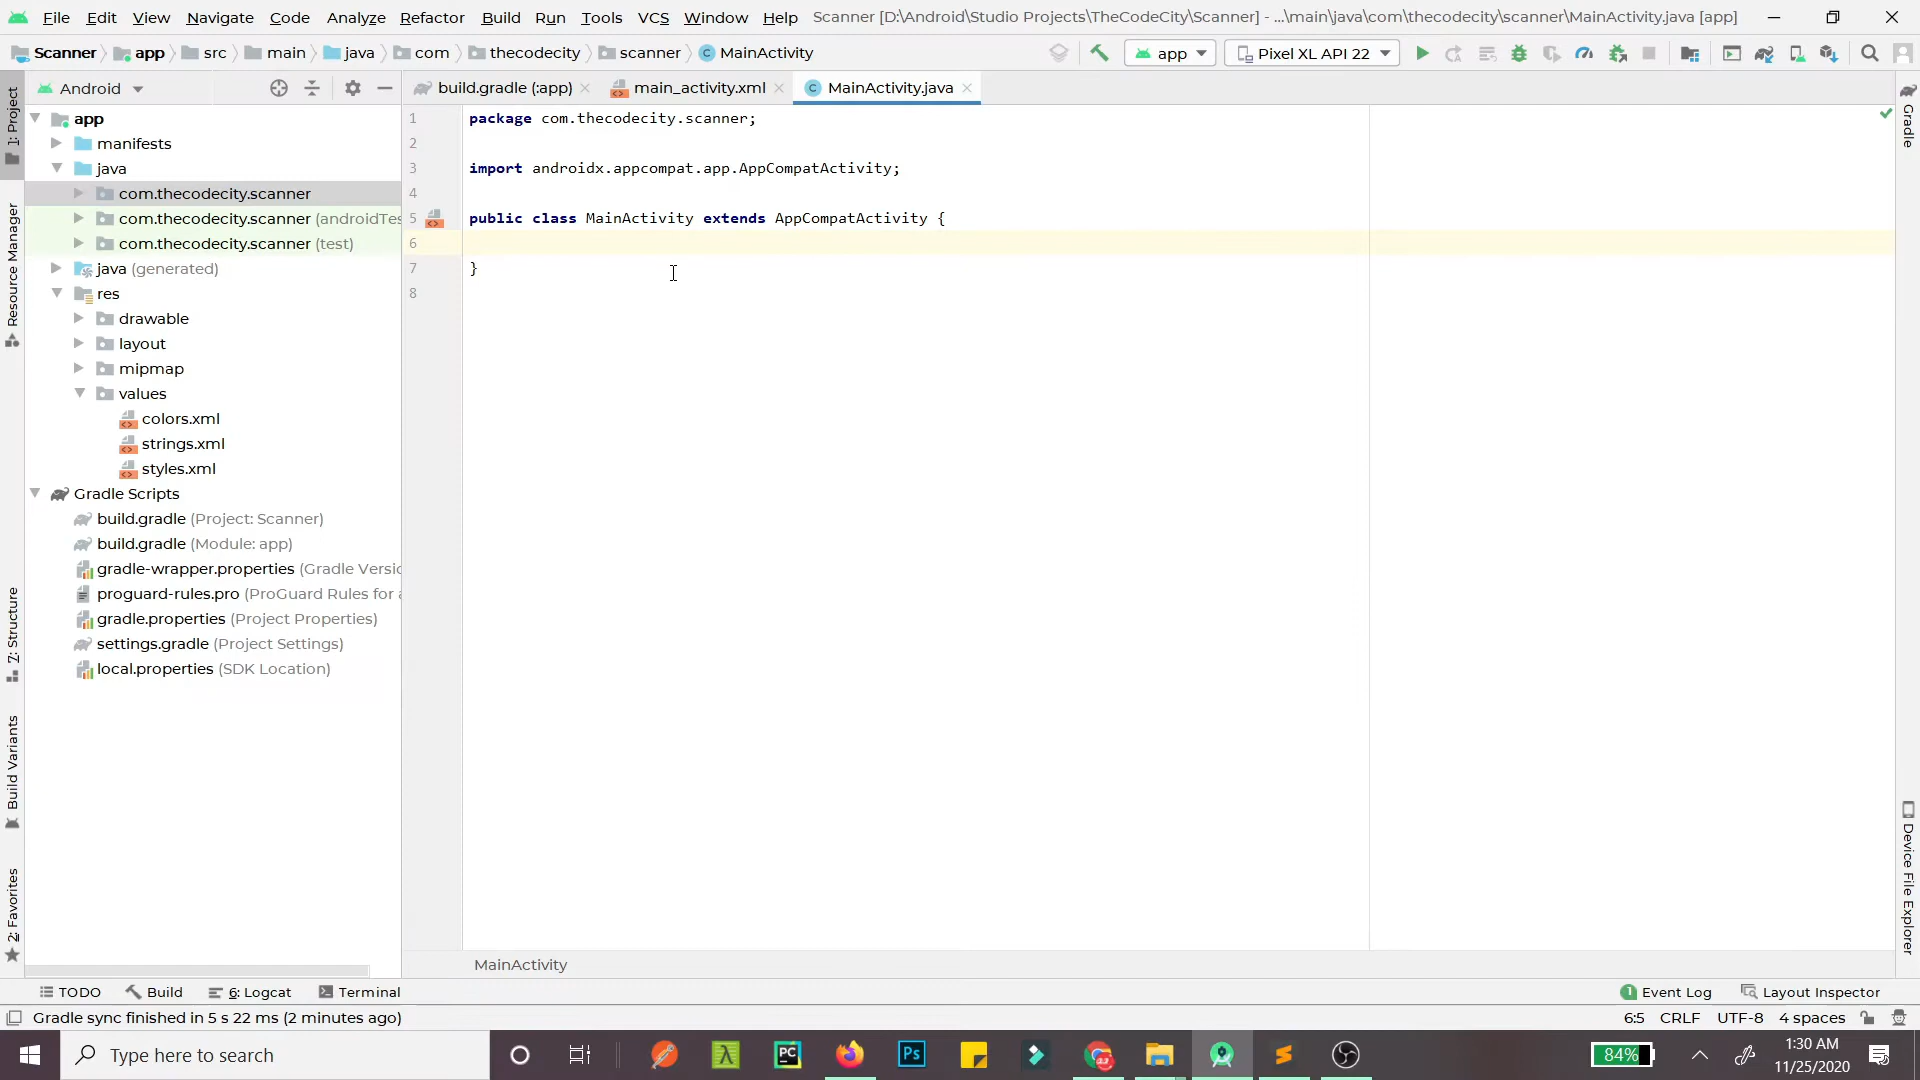 File Edit View Navigate Code Analyze Refactor Build Run Tools VCS Window Help Scanner [D:\Android\Studio Projects\TheCodeCity\Scanner] - ...\main\java\com\thecodecity\scanner\MainActivity.java [app]
Scanner app src main java com thecodecity scanner MainActivity app Pixel XL API 22
Android
build.gradle (:app) main_activity.xml MainActivity.java
1: Project
Resource Manager
7: Structure
Build Variants
2: Favorites
app
manifests
java
com.thecodecity.scanner
com.thecodecity.scanner (androidTes
com.thecodecity.scanner (test)
java (generated)
res
drawable
layout
mipmap
values
colors.xml
strings.xml
styles.xml
Gradle Scripts
build.gradle (Project: Scanner)
build.gradle (Module: app)
gradle-wrapper.properties (Gradle Versio
proguard-rules.pro (ProGuard Rules for a
gradle.properties (Project Properties)
settings.gradle (Project Settings)
local.properties (SDK Location)
1 package com.thecodecity.scanner;
2
3 import androidx.appcompat.app.AppCompatActivity;
4
5 public class MainActivity extends AppCompatActivity {
6
7 }
8
MainActivity
Gradle
Device File Explorer
TODO Build 6: Logcat Terminal 1 Event Log Layout Inspector
Gradle sync finished in 5 s 22 ms (2 minutes ago) 6:5 CRLF UTF-8 4 spaces
Type here to search PC Ps 84% 1:30 AM
11/25/2020